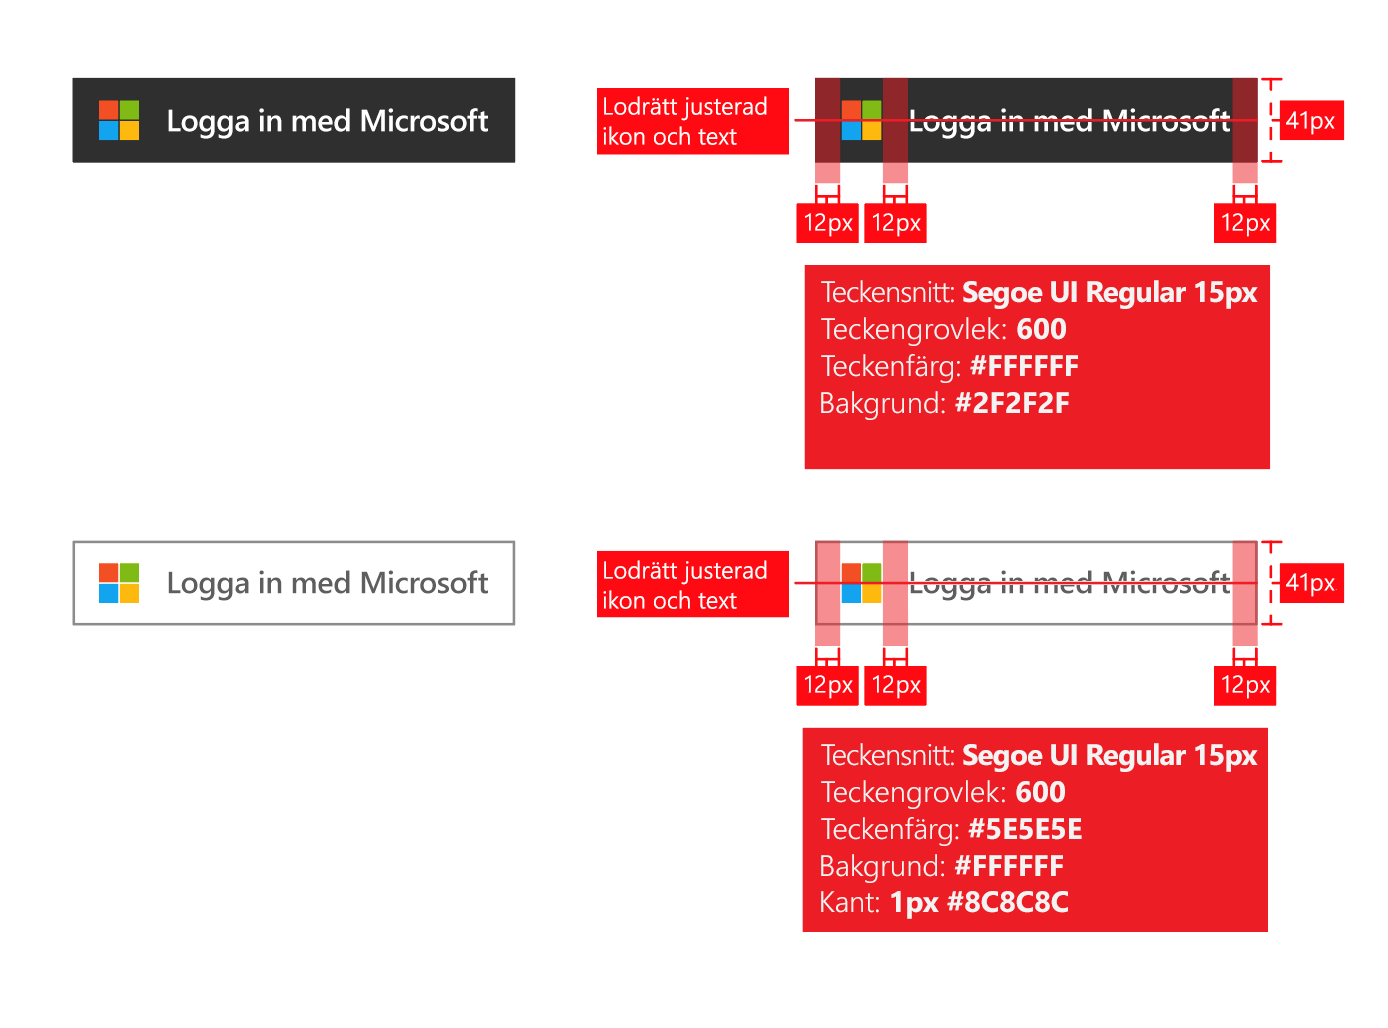 Logga in med Microsoft
Lodrätt justerad
ikon och text
Logga in med Microsoft
41px
12px
12px
12px
Teckensnitt: Segoe UI Regular 15px
Teckengrovlek: 600
Teckenfärg: #FFFFFF
Bakgrund: #2F2F2F
Logga in med Microsoft
Lodrätt justerad
ikon och text
Logga in med Microsoft
41px
12px
12px
12px
Teckensnitt: Segoe UI Regular 15px
Teckengrovlek: 600
Teckenfärg: #5E5E5E
Bakgrund: #FFFFFF
Kant: 1px #8C8C8C